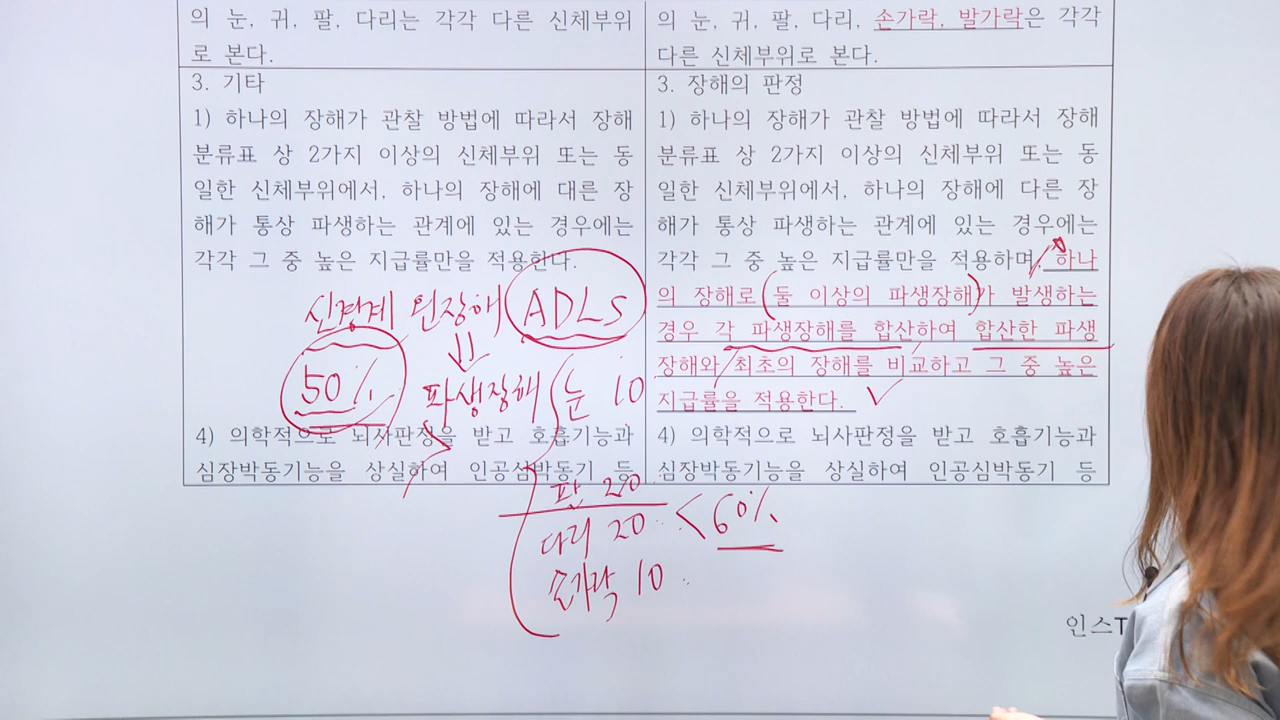 의 눈, 귀, 팔, 다리는 각각 다른 신체부위
로 본다.
3. 기타
1) 하나의 장해가 관찰 방법에 따라서 장해
분류표 상 2가지 이상의 신체부위 또는 동
일한 신체부위에서, 하나의 장해에 대른 장
해가 통상 파생하는 관계에 있는 경우에는
각각 그 중 높은 지급률만을 적용한다.
4) 의학적으로 뇌사판정을 받고 호흡기능과
심장박동기능을 상실하여 인공심박동기 등
의 눈, 귀, 팔, 다리, 손가락, 발가락은 각각
다른 신체부위로 본다.
3. 장해의 판정
1) 하나의 장해가 관찰 방법에 따라서 장해
분류표 상 2가지 이상의 신체부위 또는 동
일한 신체부위에서, 하나의 장해에 다른 장
해가 통상 파생하는 관계에 있는 경우에는
각각 그 중 높은 지급률만을 적용하며, 하나
의 장해로 둘 이상의 파생장해가 발생하는
경우 각 파생장해를 합산하여 합산한 파생
장해와 최초의 장해를 비교하고 그 중 높은
지급률을 적용한다.
4) 의학적으로 뇌사판정을 받고 호흡기능과
심장박동기능을 상실하여 인공심박동기 등
신경계 원장해 ADLS
50% 파생장해 눈 10
팔 20
다리 20 < 60%
손가락 10
인스T